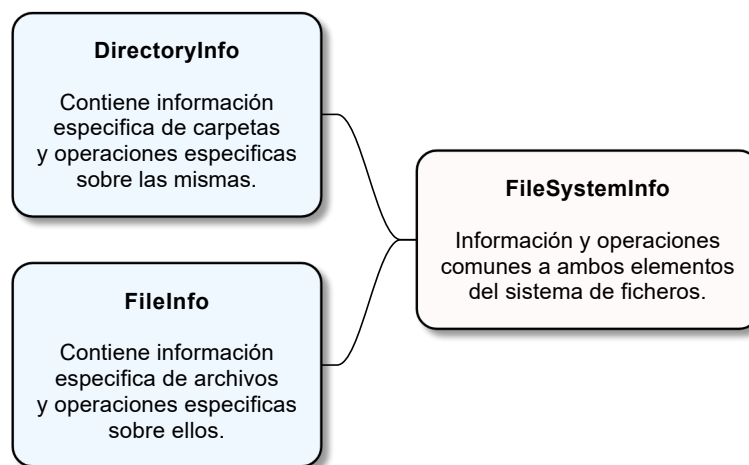 DirectoryInfo
Contiene información
especifica de carpetas
y operaciones especificas
sobre las mismas.
FileInfo
Contiene información
especifica de archivos
y operaciones especificas
sobre ellos.
FileSystemInfo
Información y operaciones
comunes a ambos elementos
del sistema de ficheros.